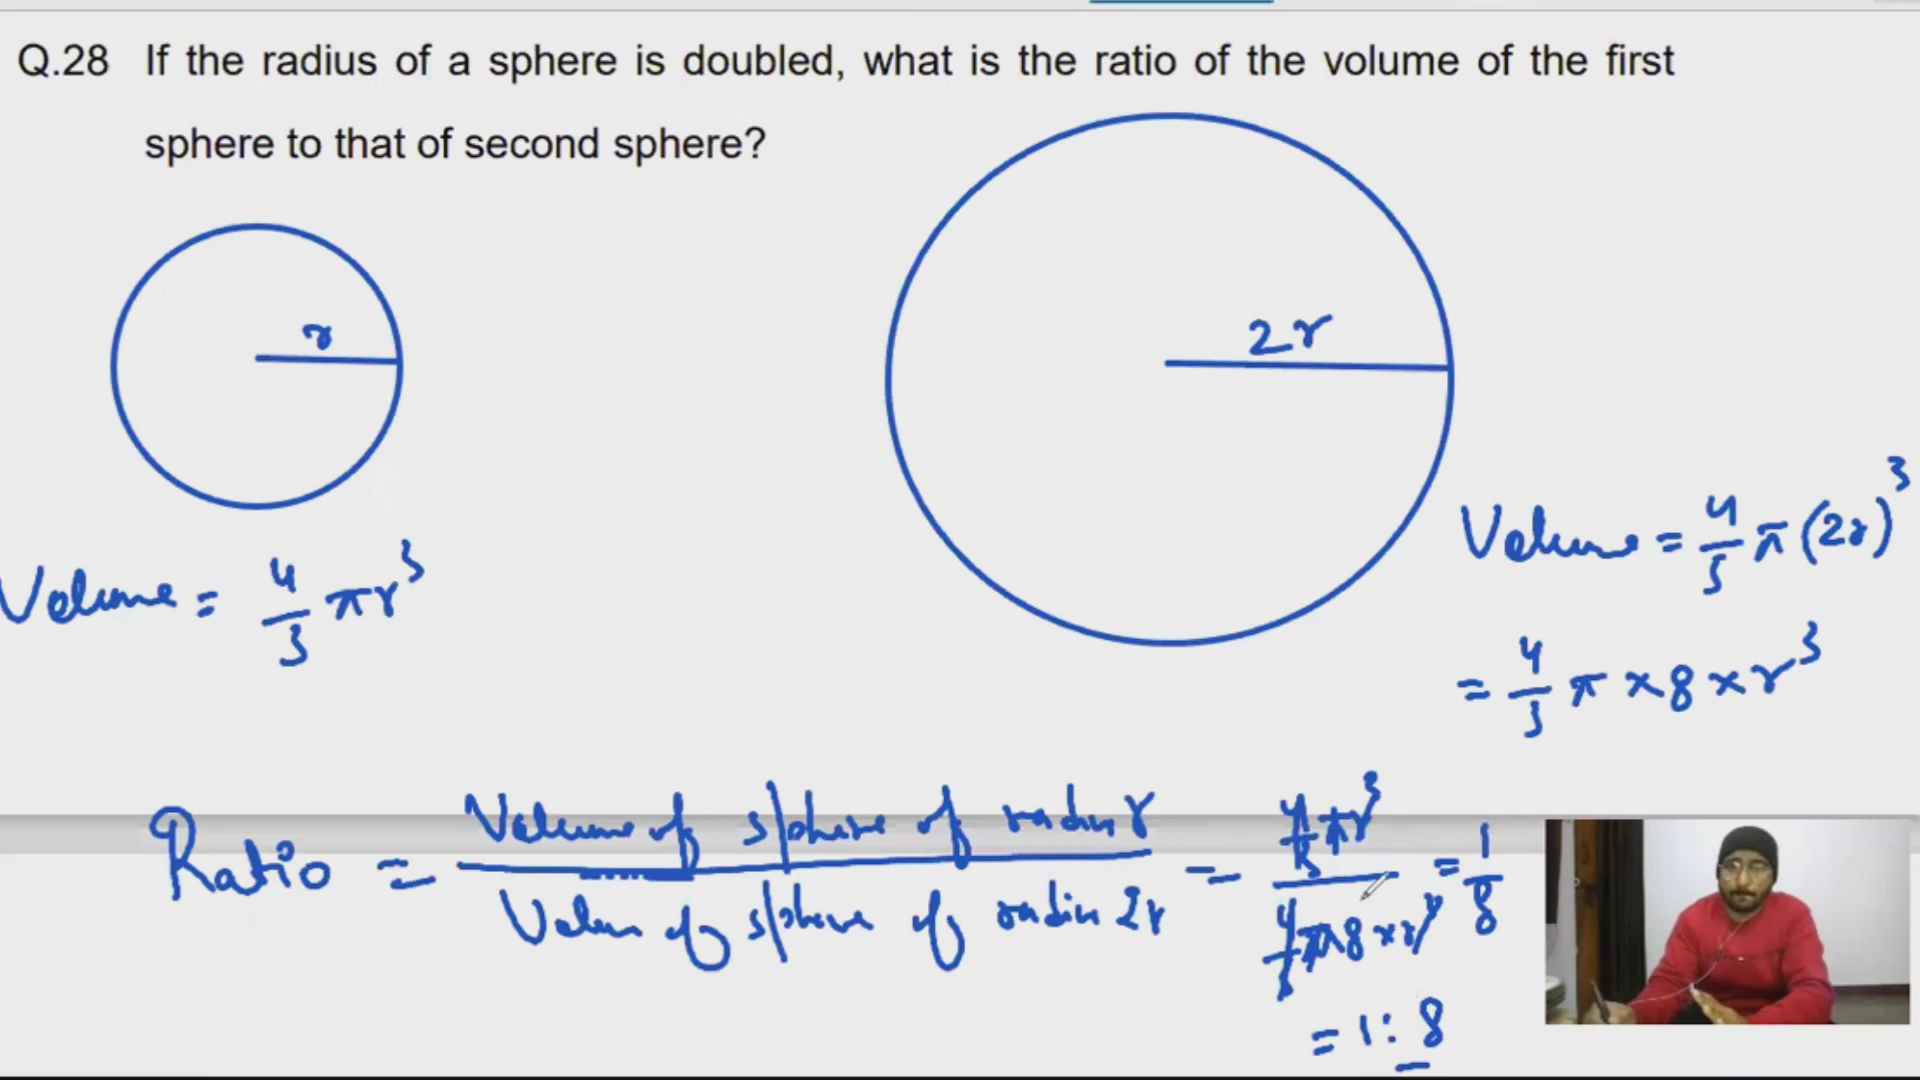 Q.28 If the radius of a sphere is doubled, what is the ratio of the volume of the first
sphere to that of second sphere?
r
2r
Volume = 4/3 πr³
Volume = 4/3 π (2r)³
= 4/3 π × 8 × r³
Ratio = Volume of sphere of radius r / Volum of sphere of radius 2r = 4/3 πr³ / 4/3 π×8×r³ = 1/8
= 1 : 8